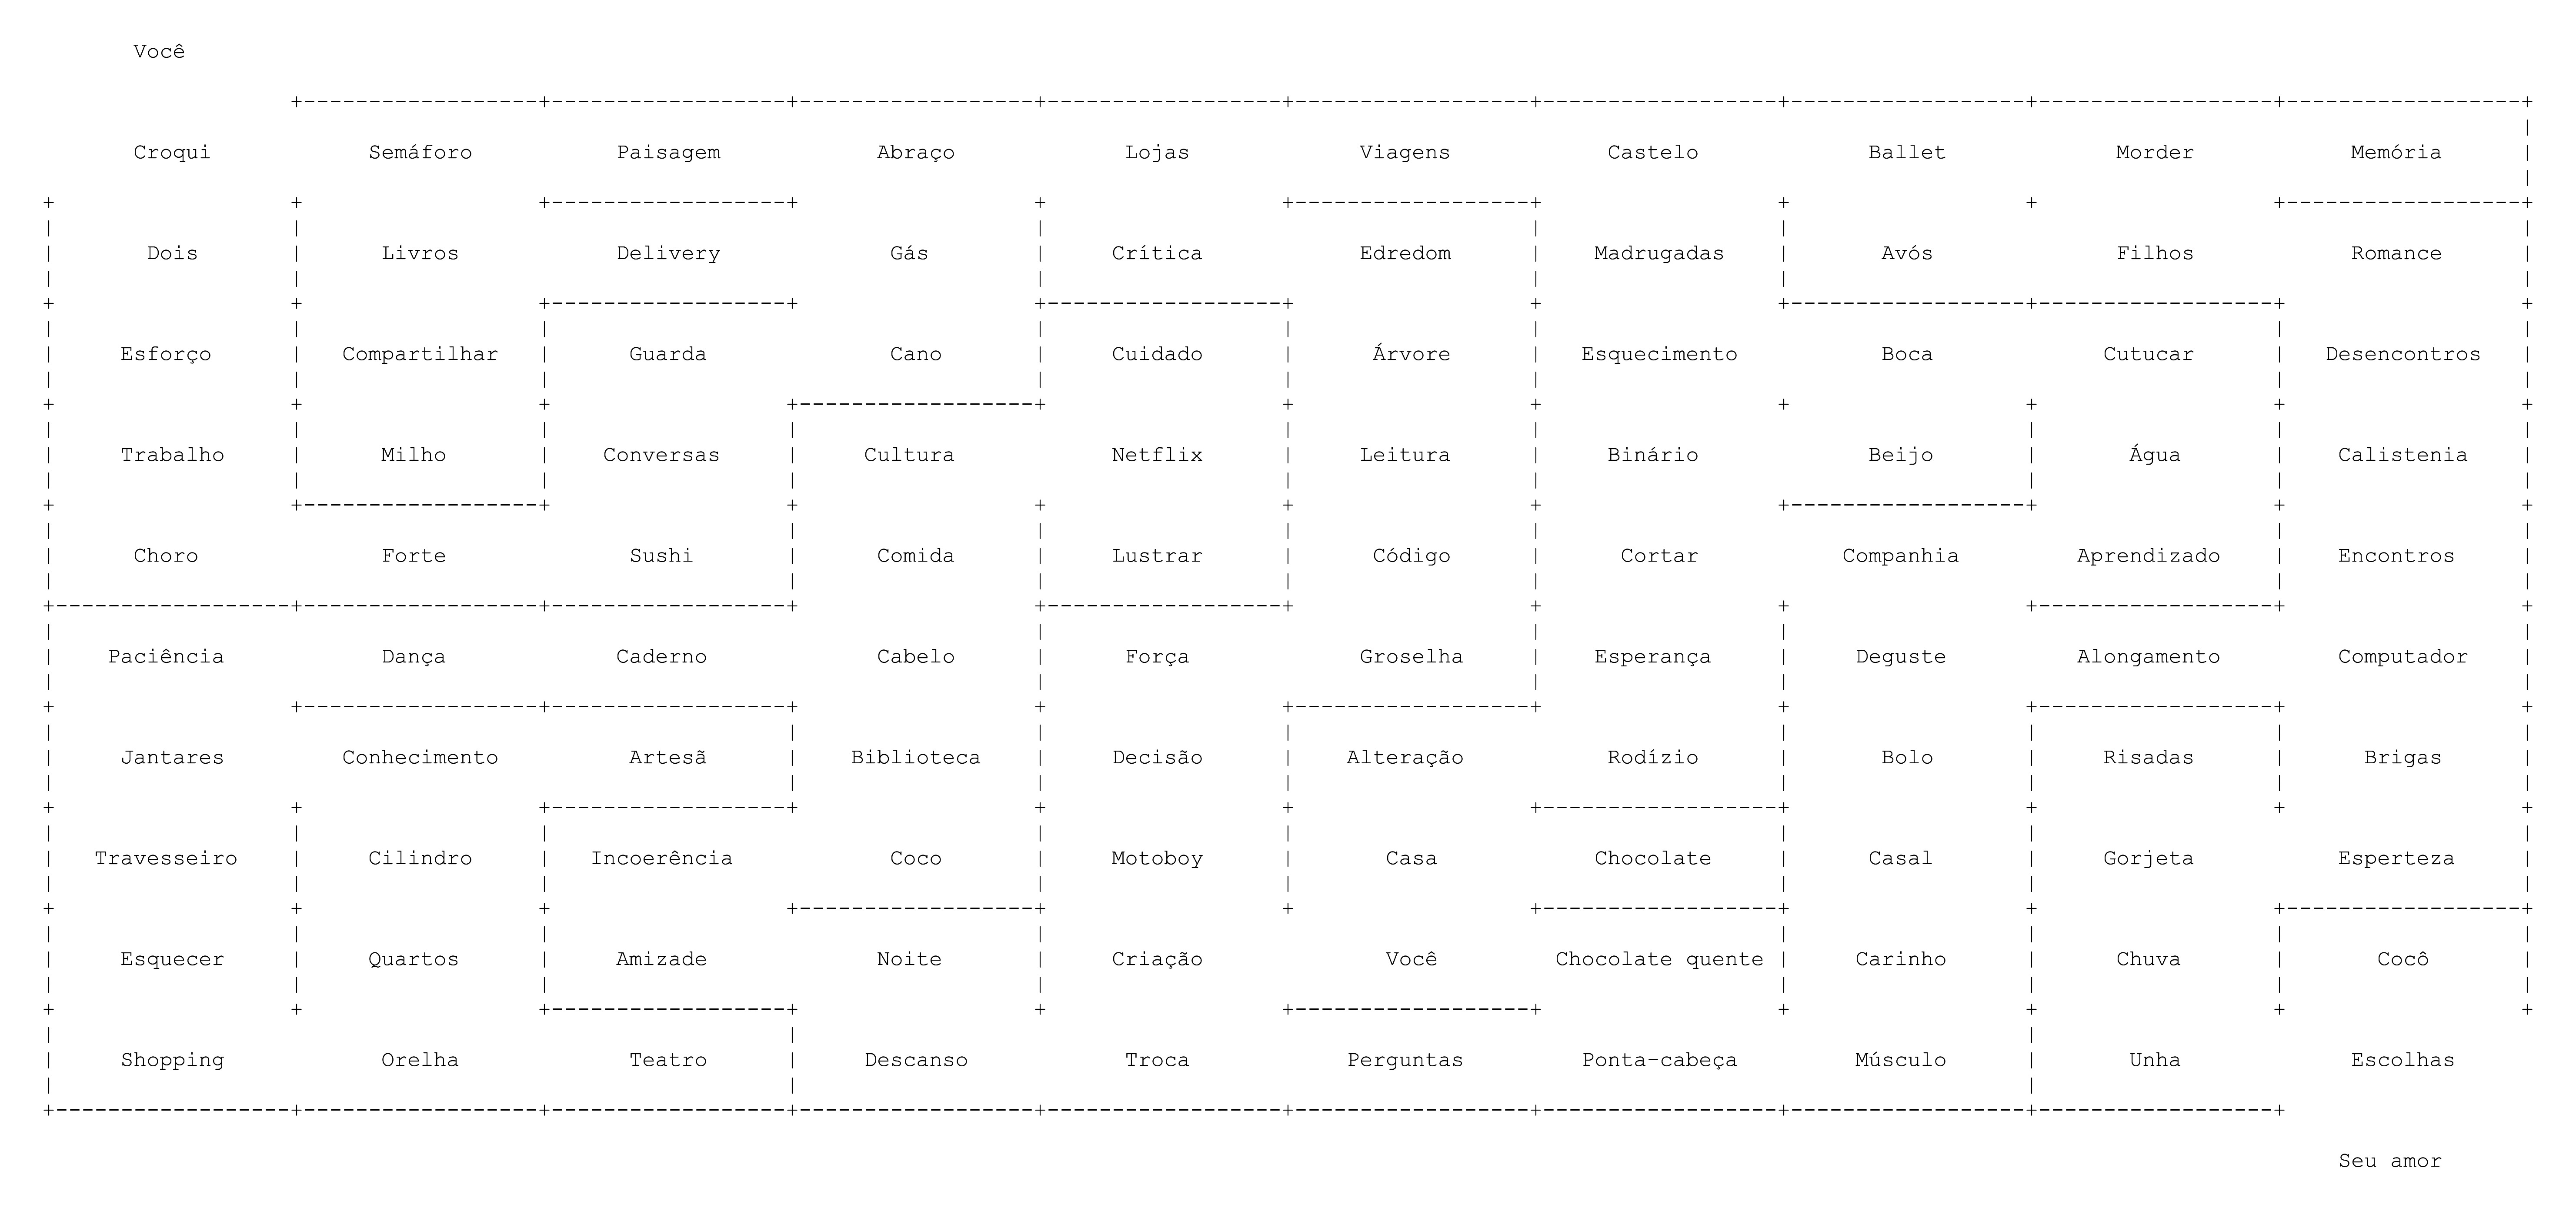 Você
Croqui Semáforo Paisagem Abraço Lojas Viagens Castelo Ballet Morder Memória
Dois Livros Delivery Gás Crítica Edredom Madrugadas Avós Filhos Romance
Esforço Compartilhar Guarda Cano Cuidado Árvore Esquecimento Boca Cutucar Desencontros
Trabalho Milho Conversas Cultura Netflix Leitura Binário Beijo Água Calistenia
Choro Forte Sushi Comida Lustrar Código Cortar Companhia Aprendizado Encontros
Paciência Dança Caderno Cabelo Força Groselha Esperança Deguste Alongamento Computador
Jantares Conhecimento Artesã Biblioteca Decisão Alteração Rodízio Bolo Risadas Brigas
Travesseiro Cilindro Incoerência Coco Motoboy Casa Chocolate Casal Gorjeta Esperteza
Esquecer Quartos Amizade Noite Criação Você Chocolate quente Carinho Chuva Cocô
Shopping Orelha Teatro Descanso Troca Perguntas Ponta-cabeça Músculo Unha Escolhas
Seu amor